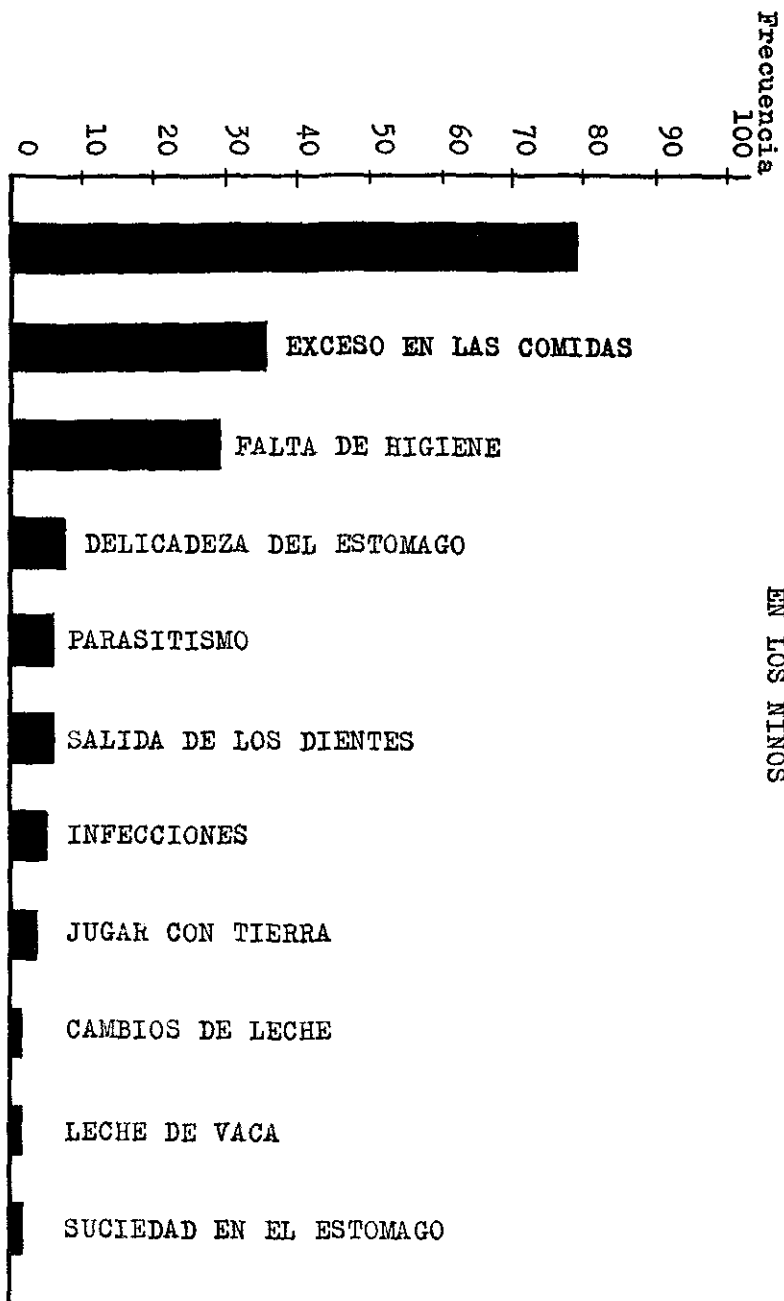 Frecuencia
100
90
80
70
60
50
40
30
20
10
0
EN LOS NINOS
EXCESO EN LAS COMIDAS
FALTA DE HIGIENE
DELICADEZA DEL ESTOMAGO
PARASITISMO
SALIDA DE LOS DIENTES
INFECCIONES
JUGAR CON TIERRA
CAMBIOS DE LECHE
LECHE DE VACA
SUCIEDAD EN EL ESTOMAGO